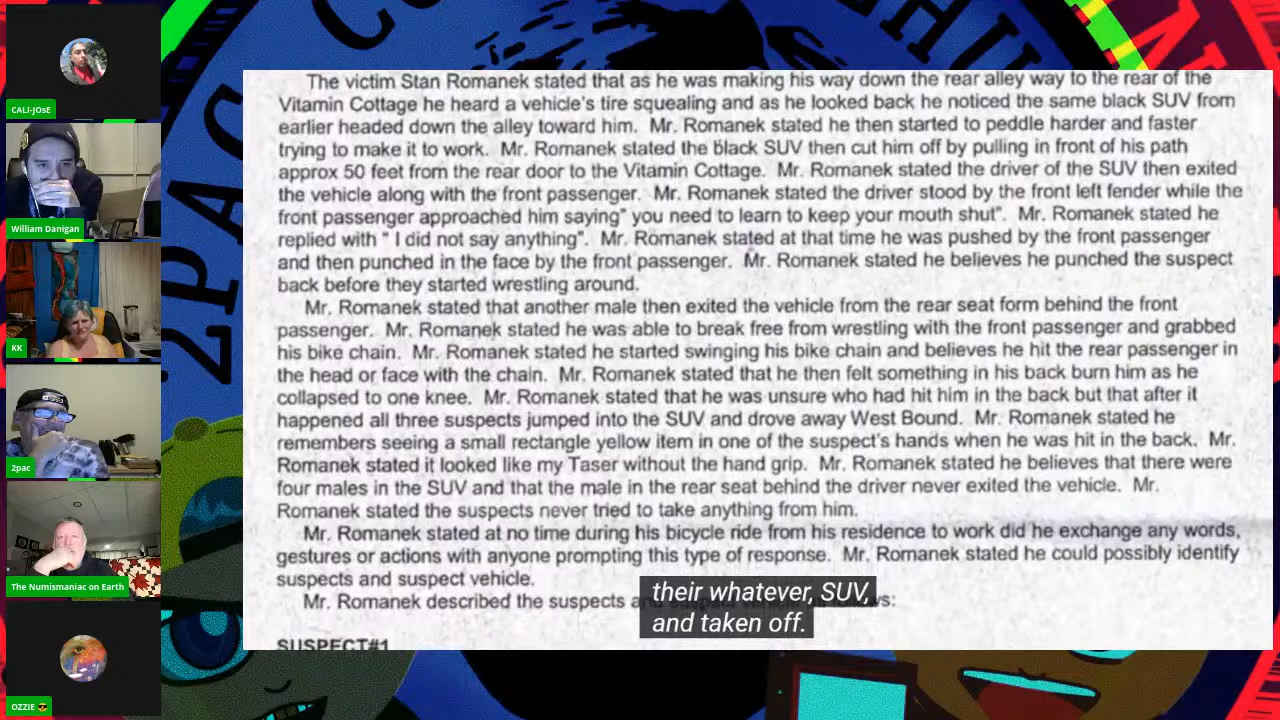 CALI-JOsE
William Danigan
KK
2pac
The Numismaniac on Earth
OZZIE 😎
2PAC
The victim Stan Romanek stated that as he was making his way down the rear alley way to the rear of the
Vitamin Cottage he heard a vehicle's tire squealing and as he looked back he noticed the same black SUV from
earlier headed down the alley toward him. Mr. Romanek stated he then started to peddle harder and faster
trying to make it to work. Mr. Romanek stated the black SUV then cut him off by pulling in front of his path
approx 50 feet from the rear door to the Vitamin Cottage. Mr. Romanek stated the driver of the SUV then exited
the vehicle along with the front passenger. Mr. Romanek stated the driver stood by the front left fender while the
front passenger approached him saying" you need to learn to keep your mouth shut". Mr. Romanek stated he
replied with " I did not say anything". Mr. Romanek stated at that time he was pushed by the front passenger
and then punched in the face by the front passenger. Mr. Romanek stated he believes he punched the suspect
back before they started wrestling around.
Mr. Romanek stated that another male then exited the vehicle from the rear seat form behind the front
passenger. Mr. Romanek stated he was able to break free from wrestling with the front passenger and grabbed
his bike chain. Mr. Romanek stated he started swinging his bike chain and believes he hit the rear passenger in
the head or face with the chain. Mr. Romanek stated that he then felt something in his back burn him as he
collapsed to one knee. Mr. Romanek stated that he was unsure who had hit him in the back but that after it
happened all three suspects jumped into the SUV and drove away West Bound. Mr. Romanek stated he
remembers seeing a small rectangle yellow item in one of the suspect's hands when he was hit in the back. Mr.
Romanek stated it looked like my Taser without the hand grip. Mr. Romanek stated he believes that there were
four males in the SUV and that the male in the rear seat behind the driver never exited the vehicle. Mr.
Romanek stated the suspects never tried to take anything from him.
Mr. Romanek stated at no time during his bicycle ride from his residence to work did he exchange any words,
gestures or actions with anyone prompting this type of response. Mr. Romanek stated he could possibly identify
suspects and suspect vehicle.
Mr. Romanek described the suspects
SUSPECT#1
their whatever, SUV,
and taken off.